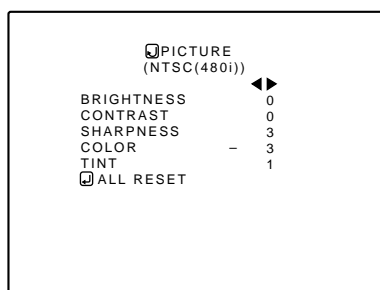 PICTURE
(NTSC(480i))
BRIGHTNESS 0
CONTRAST 0
SHARPNESS 3
COLOR – 3
TINT 1
ALL RESET